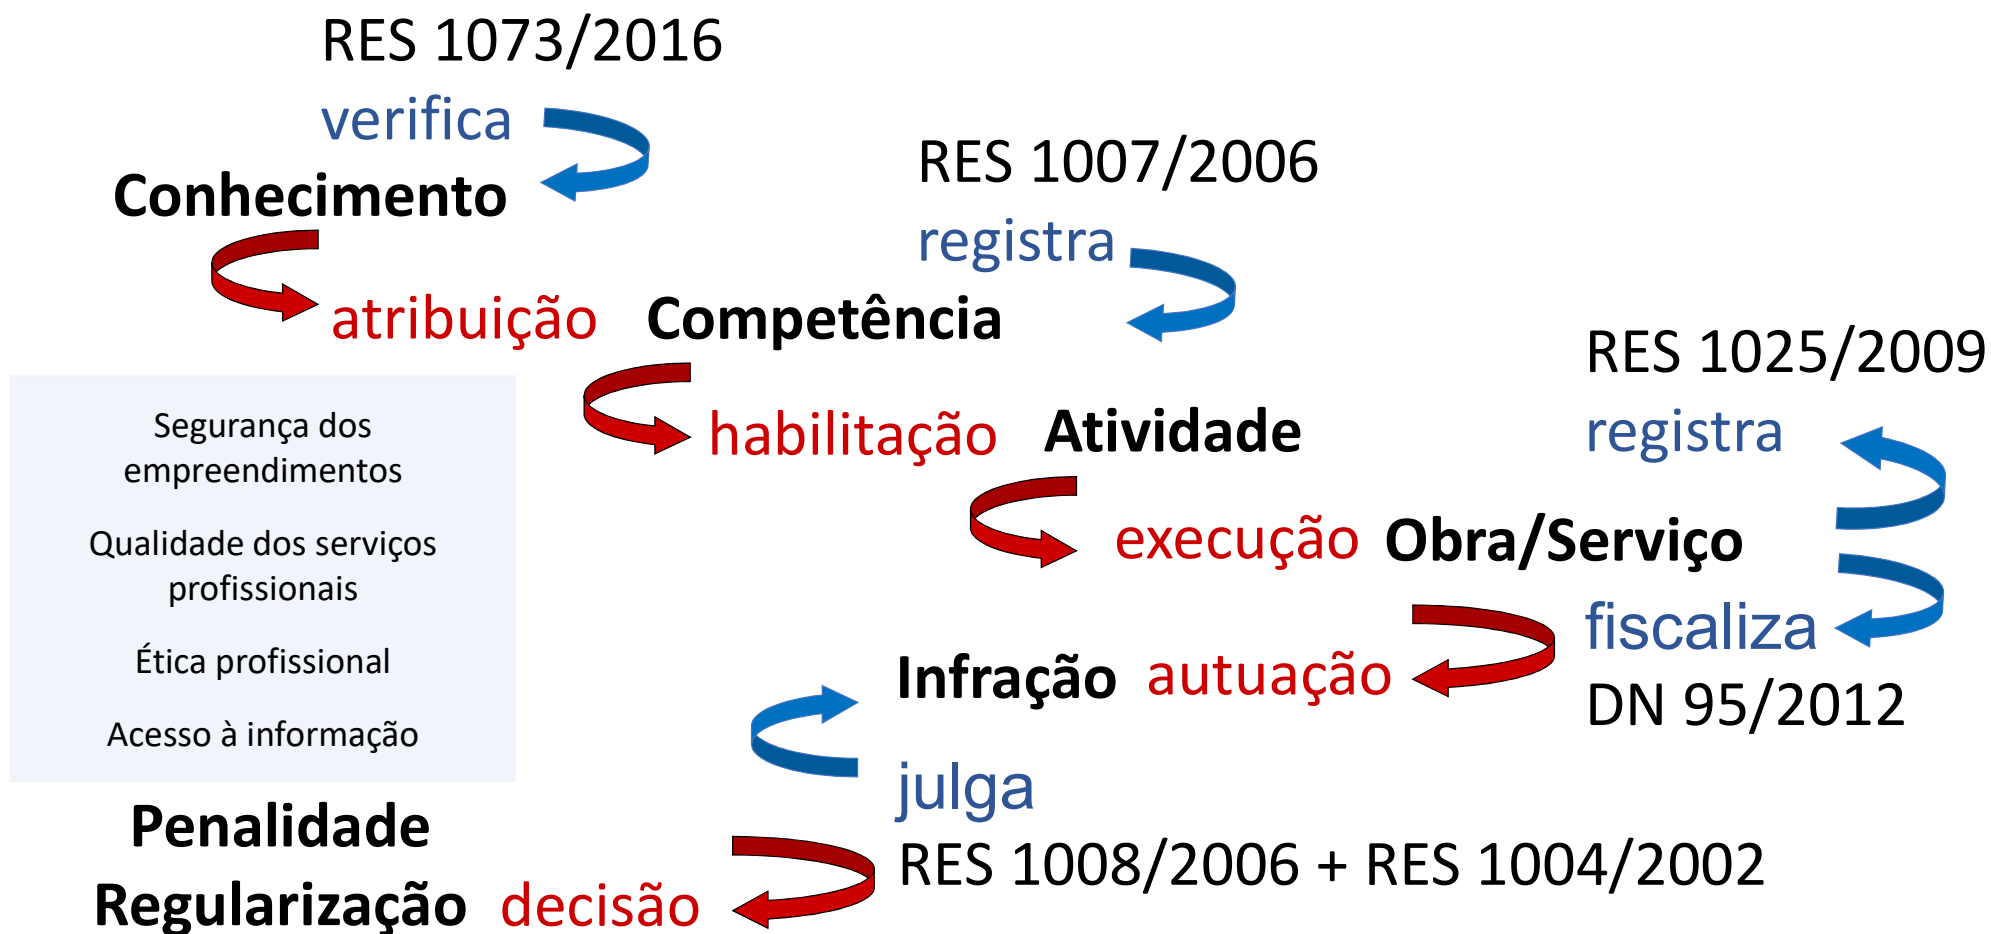 RES 1073/2016
verifica
Conhecimento
RES 1007/2006
registra
atribuição Competência
RES 1025/2009
registra
habilitação Atividade
execução Obra/Serviço
fiscaliza
DN 95/2012
Infração autuação
julga
RES 1008/2006 + RES 1004/2002
Segurança dos
empreendimentos
Qualidade dos serviços
profissionais
Ética profissional
Acesso à informação
Penalidade
Regularização decisão